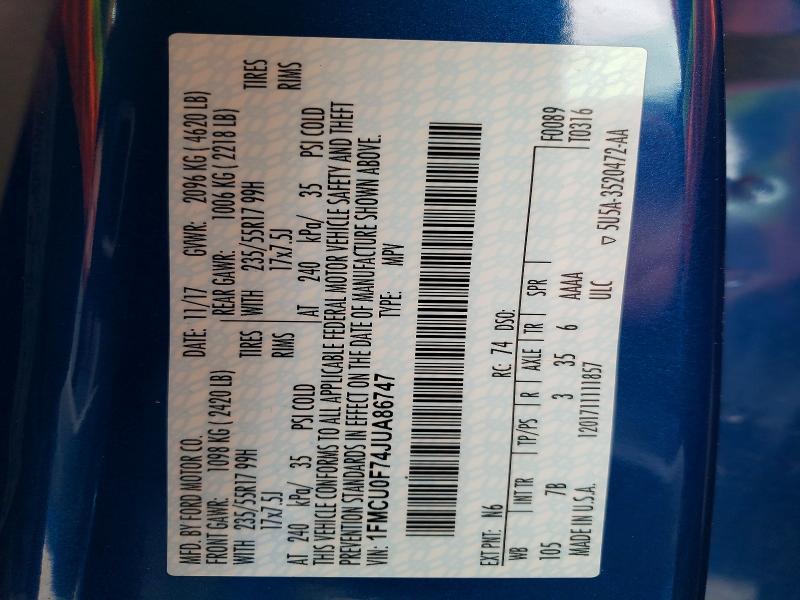 MFD. BY FORD MOTOR CO.
DATE: 11/17 GVWR: 2096 KG ( 4620 LB)
FRONT GAWR: 1098 KG ( 2420 LB) REAR GAWR: 1006 KG ( 2218 LB)
WITH 235/55R17 99H TIRES WITH 235/55R17 99H TIRES
17x7.5J RIMS 17x7.5J RIMS
AT 240 kPa/ 35 PSI COLD AT 240 kPa/ 35 PSI COLD
THIS VEHICLE CONFORMS TO ALL APPLICABLE FEDERAL MOTOR VEHICLE SAFETY AND THEFT
PREVENTION STANDARDS IN EFFECT ON THE DATE OF MANUFACTURE SHOWN ABOVE.
VIN: 1FMCU0F74JUA86747 TYPE: MPV
EXT PNT: N6 RC: 74 DSO: F0089
WB INT TR TP/PS R AXLE TR SPR T0316
105 7B 3 35 6 AAAA
MADE IN U.S.A. 12017111111857 ULC
▽ 5U5A-3520472-AA